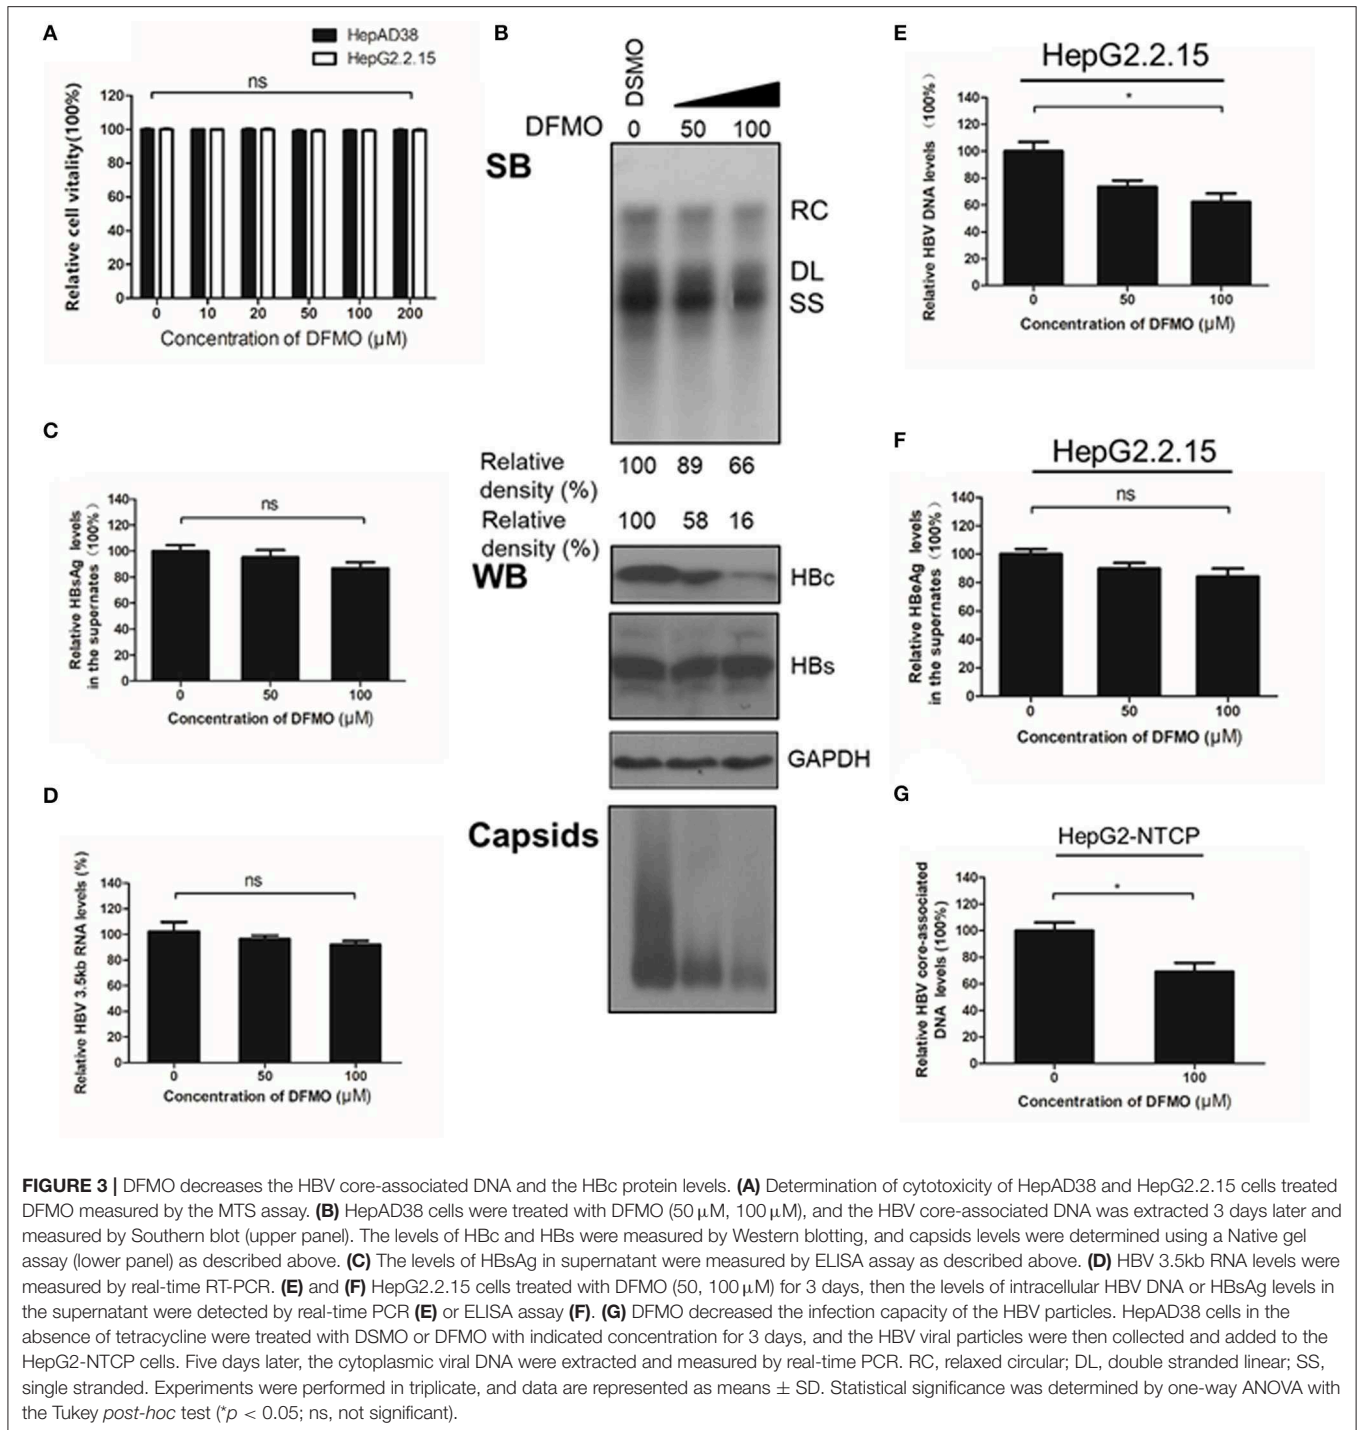 A
HepAD38
HepG2.2.15
ns
Relative cell vitality(100%)
120
100
80
60
40
20
0
0 10 20 50 100 200
Concentration of DFMO (µM)
B
DSMO
DFMO 0 50 100
SB
RC
DL
SS
Relative density (%) 100 89 66
Relative density (%) 100 58 16
WB
HBc
HBs
GAPDH
Capsids
C
ns
Relative HBsAg levels
in the supernates (100%)
140
120
100
80
60
40
20
0
0 50 100
Concentration of DFMO (µM)
D
ns
Relative HBV 3.5kb RNA levels (%)
140
120
100
80
60
40
20
0
0 50 100
Concentration of DFMO (µM)
E
HepG2.2.15
*
Relative HBV DNA levels (100%)
140
120
100
80
60
40
20
0
0 50 100
Concentration of DFMO (µM)
F
HepG2.2.15
ns
Relative HBeAg levels
in the supernates (100%)
140
120
100
80
60
40
20
0
0 50 100
Concentration of DFMO (µM)
G
HepG2-NTCP
*
Relative HBV core-associated
DNA levels (100%)
140
120
100
80
60
40
20
0
0 100
Concentration of DFMO (µM)
FIGURE 3 | DFMO decreases the HBV core-associated DNA and the HBc protein levels. (A) Determination of cytotoxicity of HepAD38 and HepG2.2.15 cells treated
DFMO measured by the MTS assay. (B) HepAD38 cells were treated with DFMO (50 µM, 100 µM), and the HBV core-associated DNA was extracted 3 days later and
measured by Southern blot (upper panel). The levels of HBc and HBs were measured by Western blotting, and capsids levels were determined using a Native gel
assay (lower panel) as described above. (C) The levels of HBsAg in supernatant were measured by ELISA assay as described above. (D) HBV 3.5kb RNA levels were
measured by real-time RT-PCR. (E) and (F) HepG2.2.15 cells treated with DFMO (50, 100 µM) for 3 days, then the levels of intracellular HBV DNA or HBsAg levels in
the supernatant were detected by real-time PCR (E) or ELISA assay (F). (G) DFMO decreased the infection capacity of the HBV particles. HepAD38 cells in the
absence of tetracycline were treated with DSMO or DFMO with indicated concentration for 3 days, and the HBV viral particles were then collected and added to the
HepG2-NTCP cells. Five days later, the cytoplasmic viral DNA were extracted and measured by real-time PCR. RC, relaxed circular; DL, double stranded linear; SS,
single stranded. Experiments were performed in triplicate, and data are represented as means ± SD. Statistical significance was determined by one-way ANOVA with
the Tukey post-hoc test (*p < 0.05; ns, not significant).